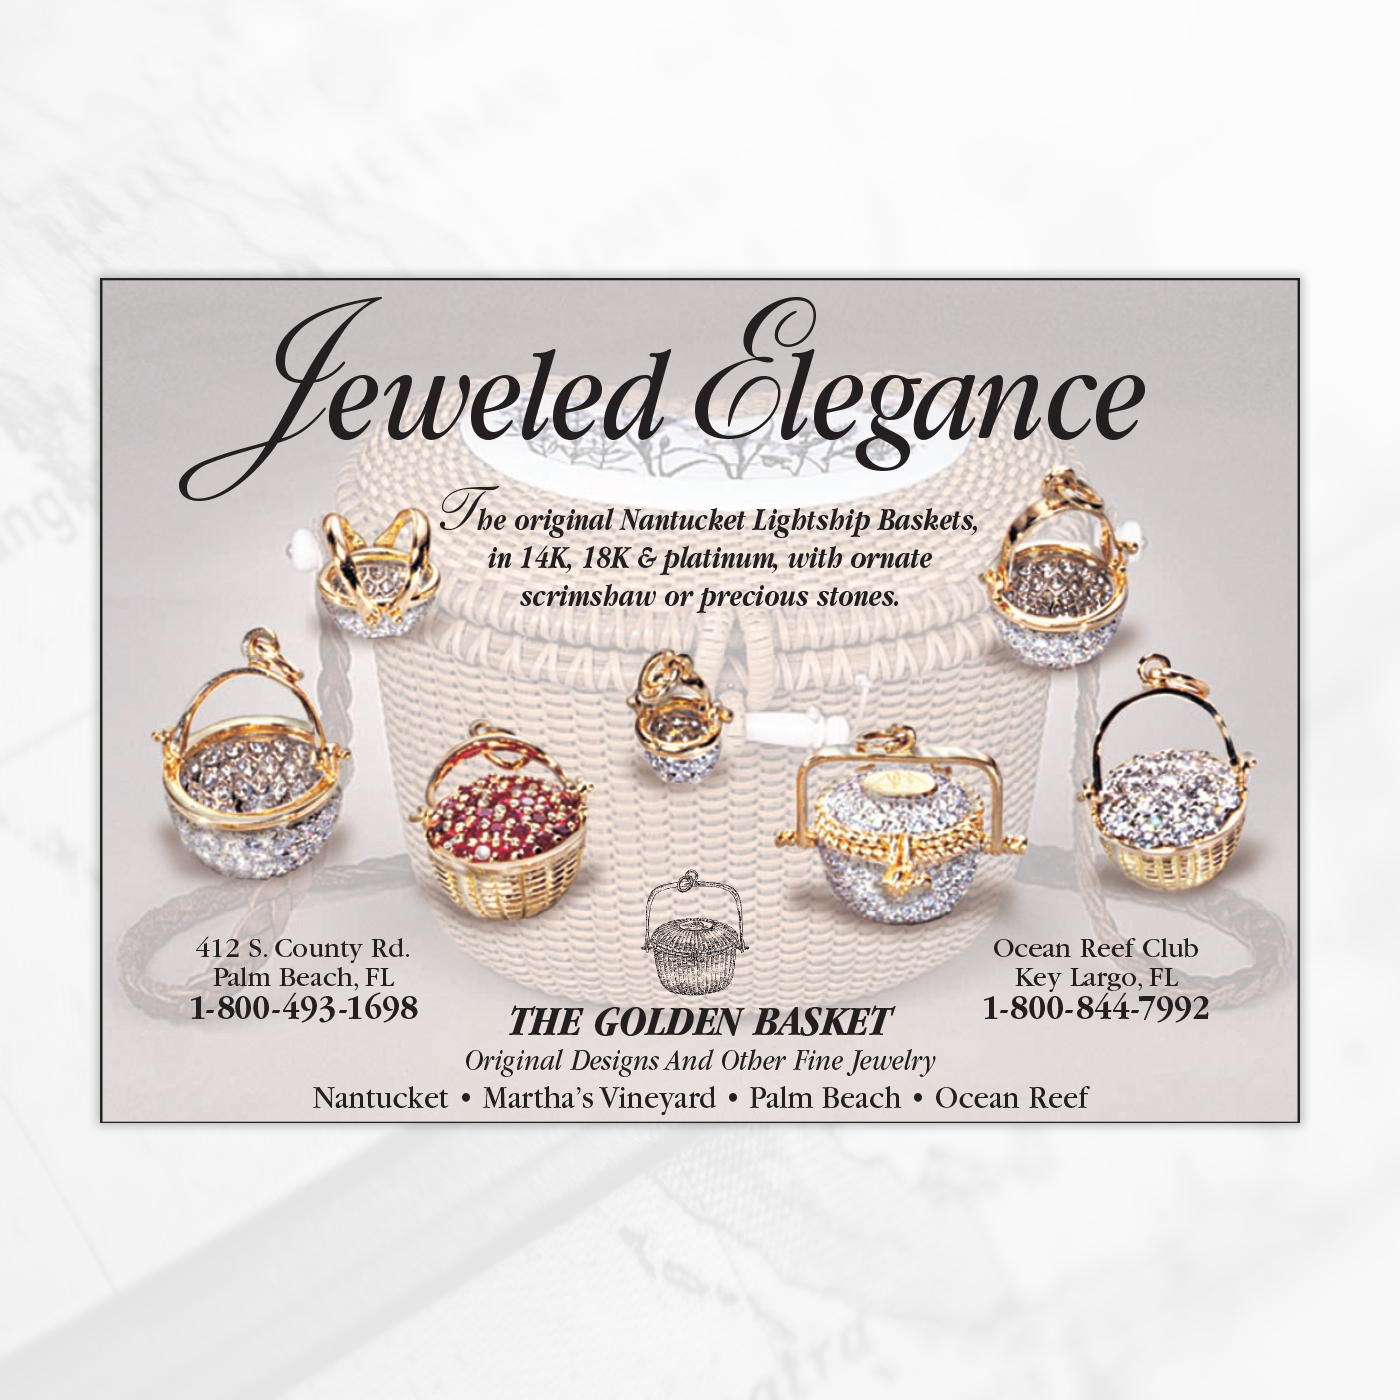 Jeweled Elegance
The original Nantucket Lightship Baskets,
in 14K, 18K & platinum, with ornate
scrimshaw or precious stones.
412 S. County Rd.
Palm Beach, FL
1-800-493-1698
Ocean Reef Club
Key Largo, FL
1-800-844-7992
THE GOLDEN BASKET
Original Designs And Other Fine Jewelry
Nantucket • Martha's Vineyard • Palm Beach • Ocean Reef